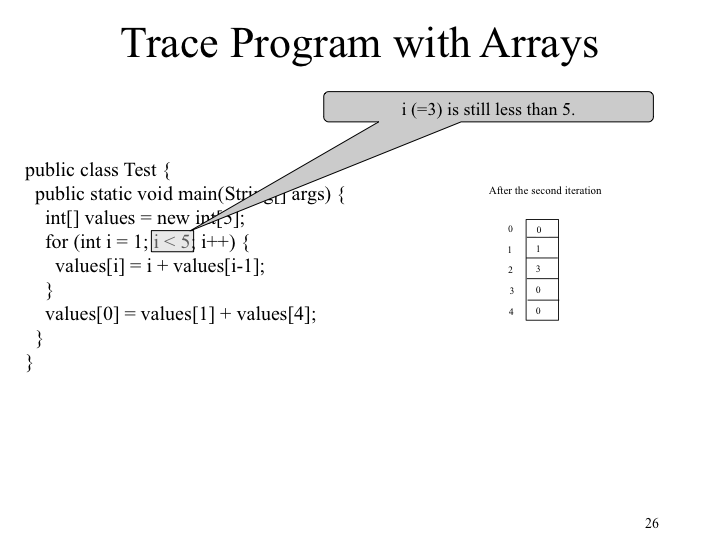 Trace Program with Arrays
i (=3) is still less than 5.
public class Test {
public static void main(String[] args) {
int[] values = new int[5];
for (int i = 1; i < 5; i++) {
values[i] = i + values[i-1];
}
values[0] = values[1] + values[4];
}
}
After the second iteration
0 0
1 1
2 3
3 0
4 0
26